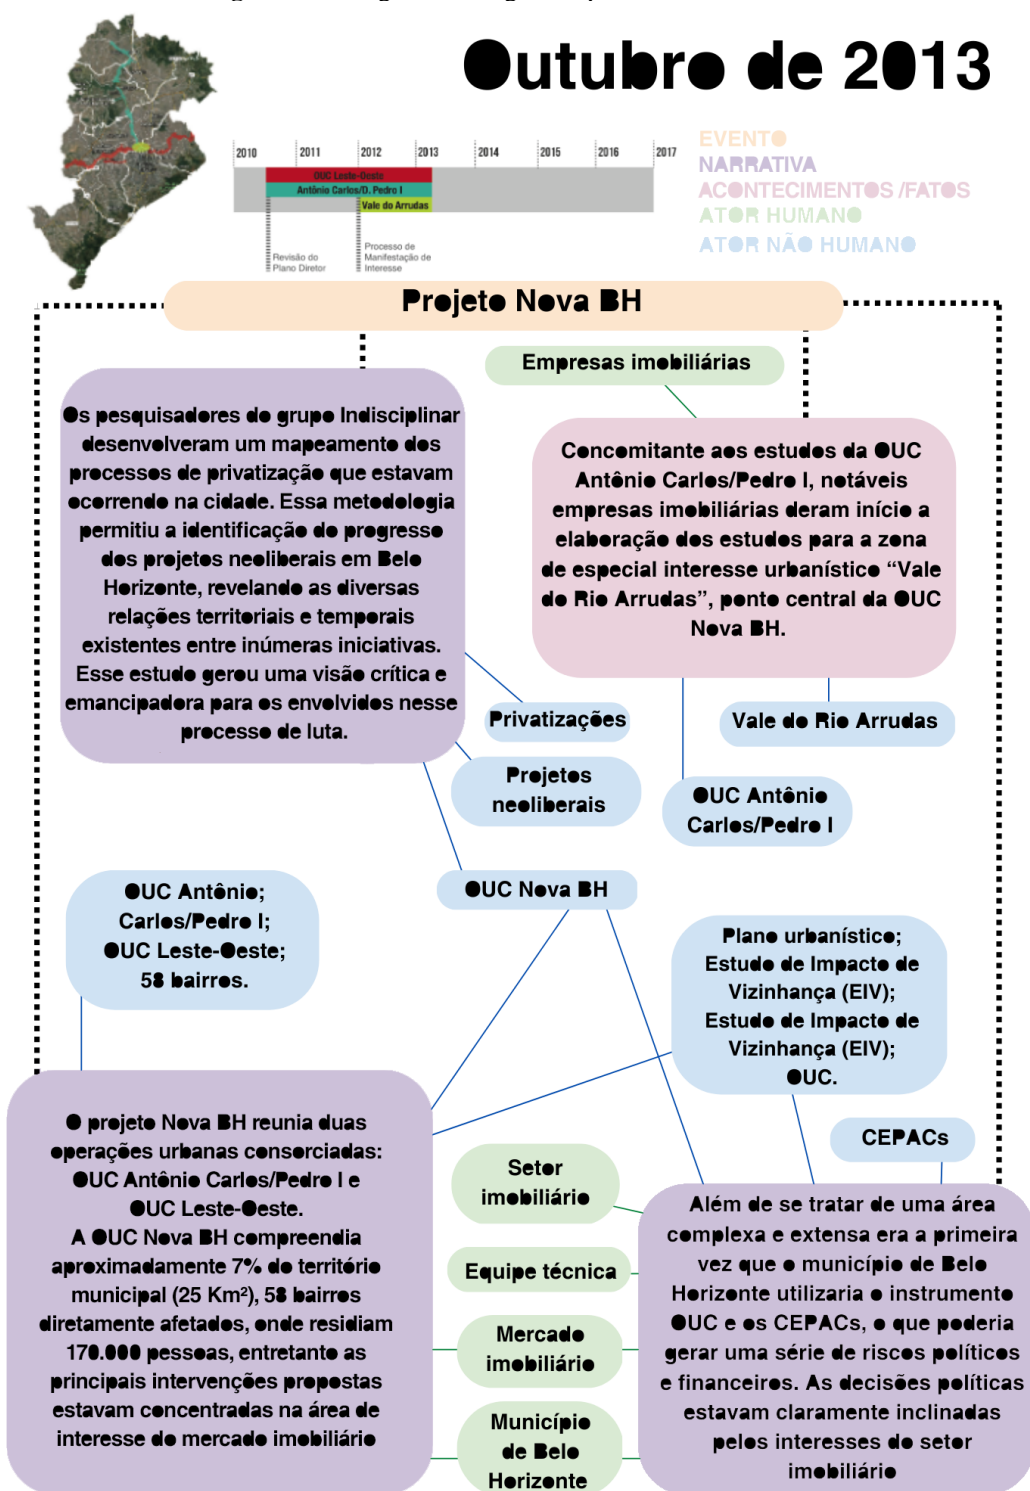 Outubro de 2013
2010 2011 2012 2013 2014 2015 2016 2017
OUC Leste-Oeste
Antônio Carlos/D. Pedro I
Vale do Arrudas
Revisão do
Plano Diretor
Processo de
Manifestação de
Interesse
EVENTO
NARRATIVA
ACONTECIMENTOS /FATOS
ATOR HUMANO
ATOR NÃO HUMANO
Projeto Nova BH
Empresas imobiliárias
Os pesquisadores do grupo Indisciplinar
desenvolveram um mapeamento dos
processos de privatização que estavam
ocorrendo na cidade. Essa metodologia
permitiu a identificação do progresso
dos projetos neoliberais em Belo
Horizonte, revelando as diversas
relações territoriais e temporais
existentes entre inúmeras iniciativas.
Esse estudo gerou uma visão crítica e
emancipadora para os envolvidos nesse
processo de luta.
Concomitante aos estudos da OUC
Antônio Carlos/Pedro I, notáveis
empresas imobiliárias deram início a
elaboração dos estudos para a zona
de especial interesse urbanístico “Vale
do Rio Arrudas”, ponto central da OUC
Nova BH.
Privatizações
Vale do Rio Arrudas
Projetos
neoliberais
OUC Antônio
Carlos/Pedro I
OUC Nova BH
OUC Antônio;
Carlos/Pedro I;
OUC Leste-Oeste;
58 bairros.
Plano urbanístico;
Estudo de Impacto de
Vizinhança (EIV);
Estudo de Impacto de
Vizinhança (EIV);
OUC.
CEPACs
O projeto Nova BH reunia duas
operações urbanas consorciadas:
OUC Antônio Carlos/Pedro I e
OUC Leste-Oeste.
A OUC Nova BH compreendia
aproximadamente 7% do território
municipal (25 Km²), 58 bairros
diretamente afetados, onde residiam
170.000 pessoas, entretanto as
principais intervenções propostas
estavam concentradas na área de
interesse do mercado imobiliário
Setor
imobiliário
Equipe técnica
Mercado
imobiliário
Município
de Belo
Horizonte
Além de se tratar de uma área
complexa e extensa era a primeira
vez que o município de Belo
Horizonte utilizaria o instrumento
OUC e os CEPACs, o que poderia
gerar uma série de riscos políticos
e financeiros. As decisões políticas
estavam claramente inclinadas
pelos interesses do setor
imobiliário